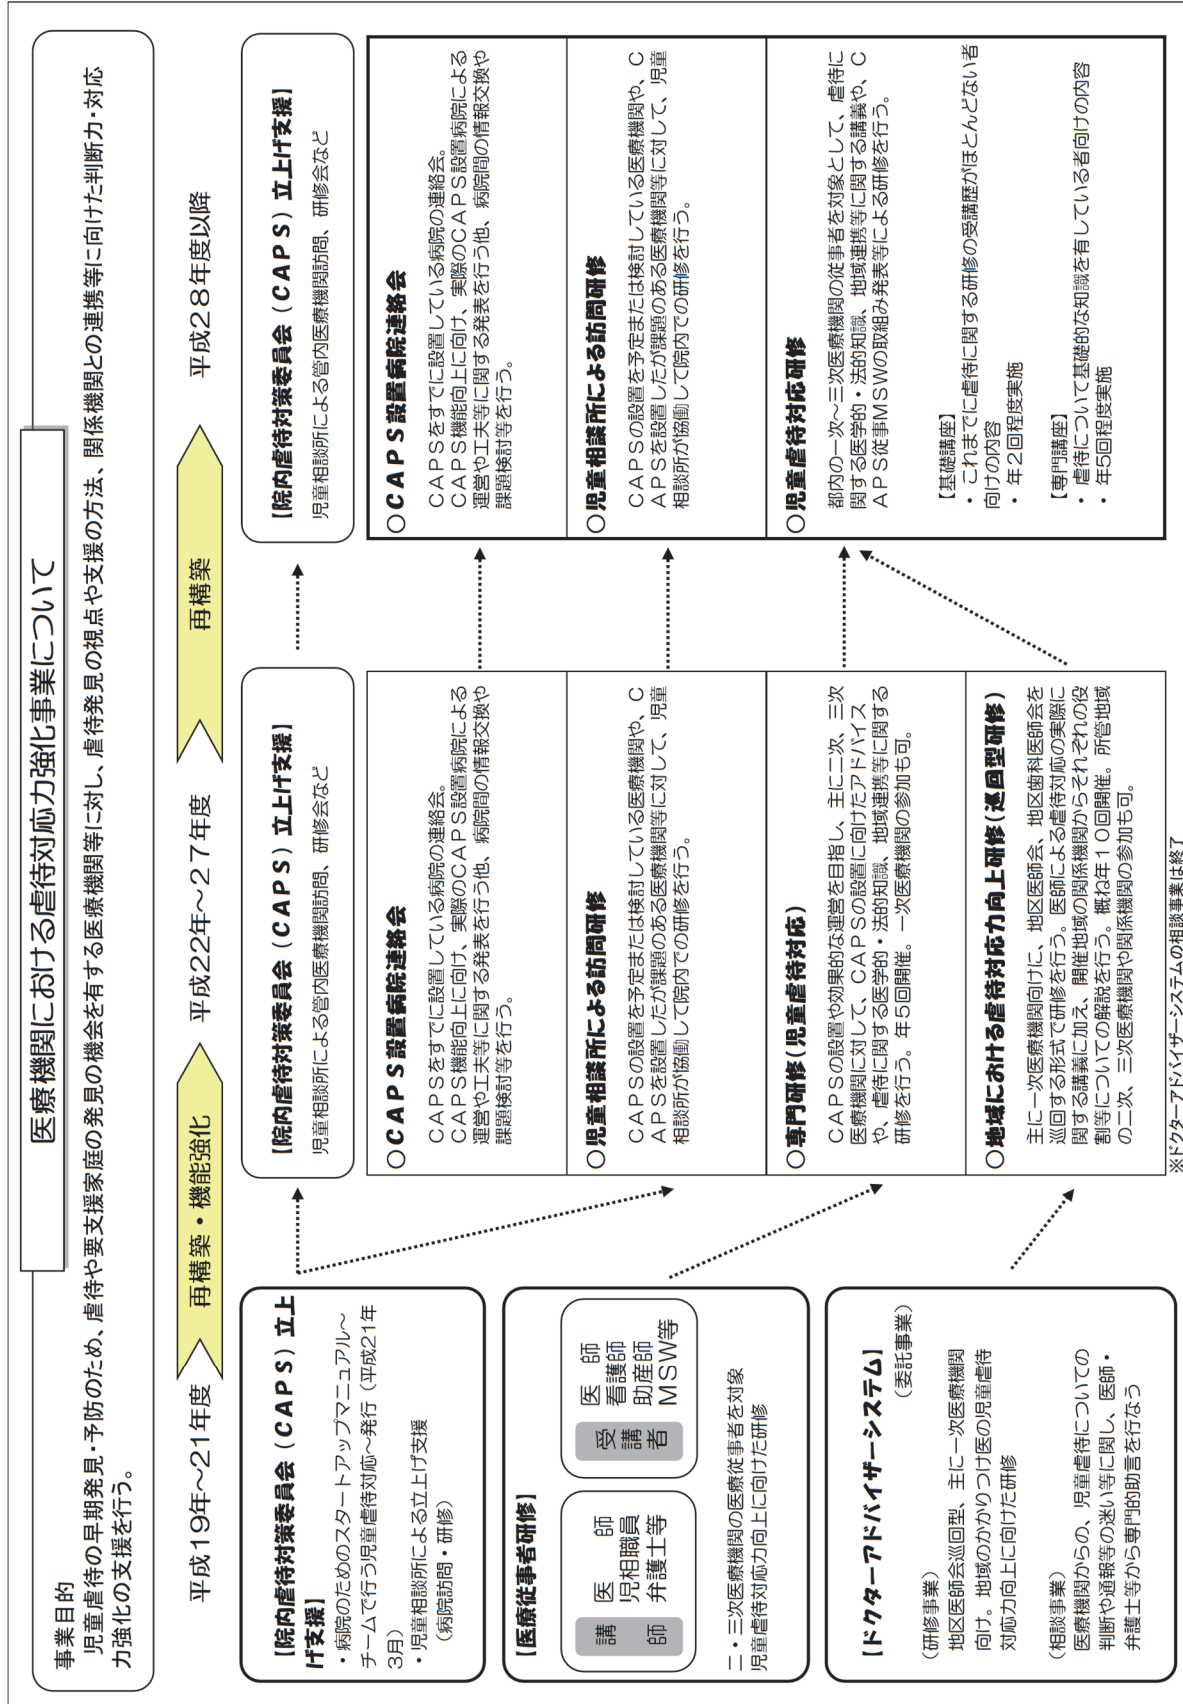 医療機関における虐待対応力強化事業について
事業目的
児童虐待の早期発見・予防のため、虐待や要支援家庭の発見の機会を有する医療機関等に対し、虐待発見の視点や支援の方法、関係機関との連携等に向けた判断力・対応
力強化の支援を行う。
平成19年~21年度
再構築・機能強化
平成22年~27年度
再構築
平成28年度以降
【院内虐待対策委員会(CAPS)立上
げ支援】
・病院のためのスタートアップマニュアル~
チームで行う児童虐待対応~発行(平成21年
3月)
・児童相談所による立上げ支援
(病院訪問・研修)
【医療従事者研修】
講師
医師
児相職員
弁護士等
受講者
医師
看護師
助産師
MSW等
二・三次医療機関の医療従事者を対象
児童虐待対応力向上に向けた研修
【ドクターアドバイザーシステム】
(委託事業)
(研修事業)
地区医師会巡回型、主に一次医療機関
向け。地域のかかりつけ医の児童虐待
対応力向上に向けた研修
(相談事業)
医療機関からの、児童虐待についての
判断や通報等の迷い等に関し、医師・
弁護士等から専門的助言を行なう
【院内虐待対策委員会(CAPS)立上げ支援】
児童相談所による管内医療機関訪問、研修会など
○CAPS設置病院連絡会
CAPSをすでに設置している病院の連絡会。
CAPS機能向上に向け、実際のCAPS設置病院による
運営や工夫等に関する発表を行う他、病院間の情報交換や
課題検討等を行う。
○児童相談所による訪問研修
CAPSの設置を予定または検討している医療機関や、C
APSを設置したが課題のある医療機関等に対して、児童
相談所が協働して院内での研修を行う。
○専門研修(児童虐待対応)
CAPSの設置や効果的な運営を目指し、主に二次、三次
医療機関に対して、CAPSの設置に向けたアドバイス
や、虐待に関する医学的・法的知識、地域連携等に関する
研修を行う。年5回開催。一次医療機関の参加も可。
○地域における虐待対応力向上研修(巡回型研修)
主に一次医療機関向けに、地区医師会、地区歯科医師会を
巡回する形式で研修を行う。医師による虐待対応の実際に
関する講義に加え、開催地域の関係機関からそれぞれの役
割等についての解説を行う。概ね年10回開催。所管地域
の二次、三次医療機関や関係機関の参加も可。
※ドクターアドバイザーシステムの相談事業は終了
【院内虐待対策委員会(CAPS)立上げ支援】
児童相談所による管内医療機関訪問、研修会など
○CAPS設置病院連絡会
CAPSをすでに設置している病院の連絡会。
CAPS機能向上に向け、実際のCAPS設置病院による
運営や工夫等に関する発表を行う他、病院間の情報交換や
課題検討等を行う。
○児童相談所による訪問研修
CAPSの設置を予定または検討している医療機関や、C
APSを設置したが課題のある医療機関等に対して、児童
相談所が協働して院内での研修を行う。
○児童虐待対応研修
都内の一次~三次医療機関の従事者を対象として、虐待に
関する医学的・法的知識、地域連携等に関する講義や、C
APS従事MSWの取組み発表等による研修を行う。
【基礎講座】
・これまでに虐待に関する研修の受講歴がほとんどない者
向けの内容
・年2回程度実施
【専門講座】
・虐待について基礎的な知識を有している者向けの内容
・年5回程度実施